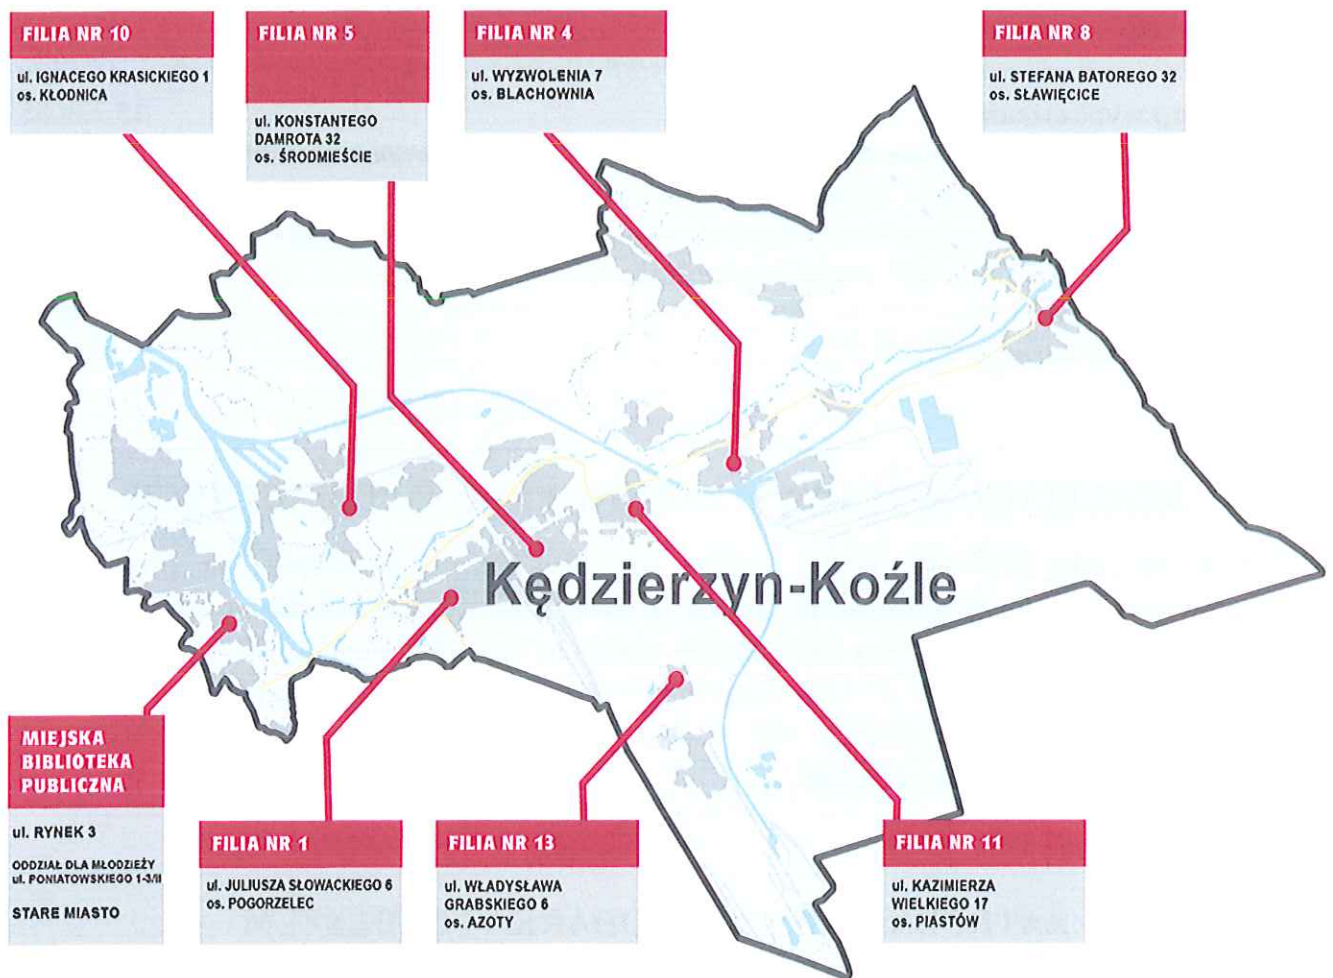 FILIA NR 10
ul. IGNACEGO KRASICKIEGO 1
os. KŁODNICA
FILIA NR 5
ul. KONSTANTEGO
DAMROTA 32
os. ŚRODMIEŚCIE
FILIA NR 4
ul. WYZWOLENIA 7
os. BLACHOWNIA
FILIA NR 8
ul. STEFANA BATOREGO 32
os. SŁAWIĘCICE
Kędzierzyn-Koźle
MIEJSKA
BIBLIOTEKA
PUBLICZNA
ul. RYNEK 3
ODDZIAŁ DLA MŁODZIEŻY
ul. PONIATOWSKIEGO 1-3/II
STARE MIASTO
FILIA NR 1
ul. JULIUSZA SŁOWACKIEGO 6
os. POGORZELEC
FILIA NR 13
ul. WŁADYSŁAWA
GRABSKIEGO 6
os. AZOTY
FILIA NR 11
ul. KAZIMIERZA
WIELKIEGO 17
os. PIASTÓW